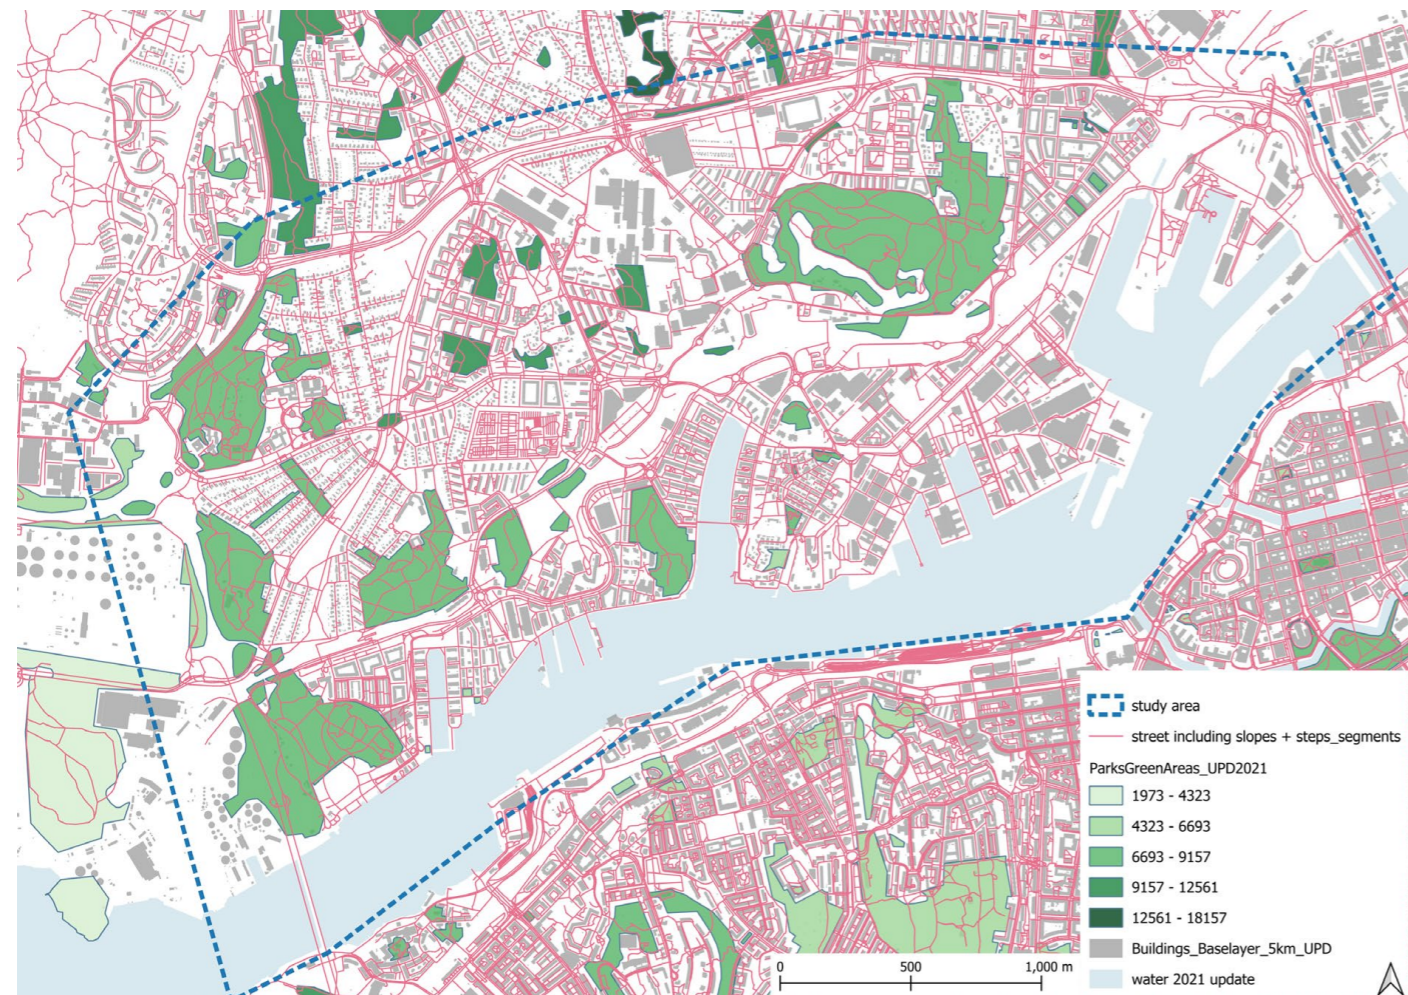 study area
street including slopes + steps_segments
ParksGreenAreas_UPD2021
1973 - 4323
4323 - 6693
6693 - 9157
9157 - 12561
12561 - 18157
Buildings_Baselayer_5km_UPD
water 2021 update
0 500 1,000 m